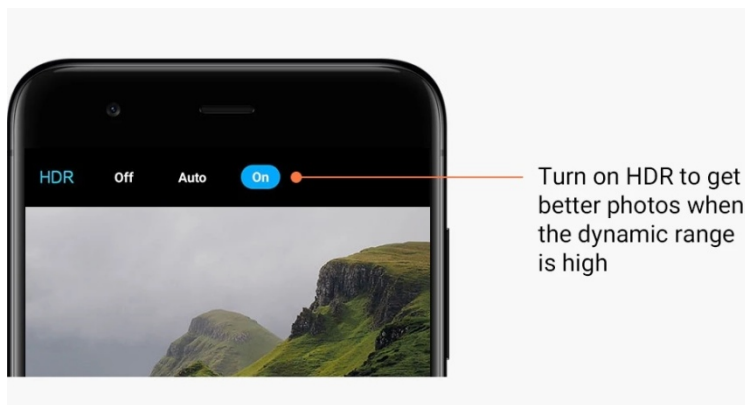 HDR Off Auto On
Turn on HDR to get
better photos when
the dynamic range
is high